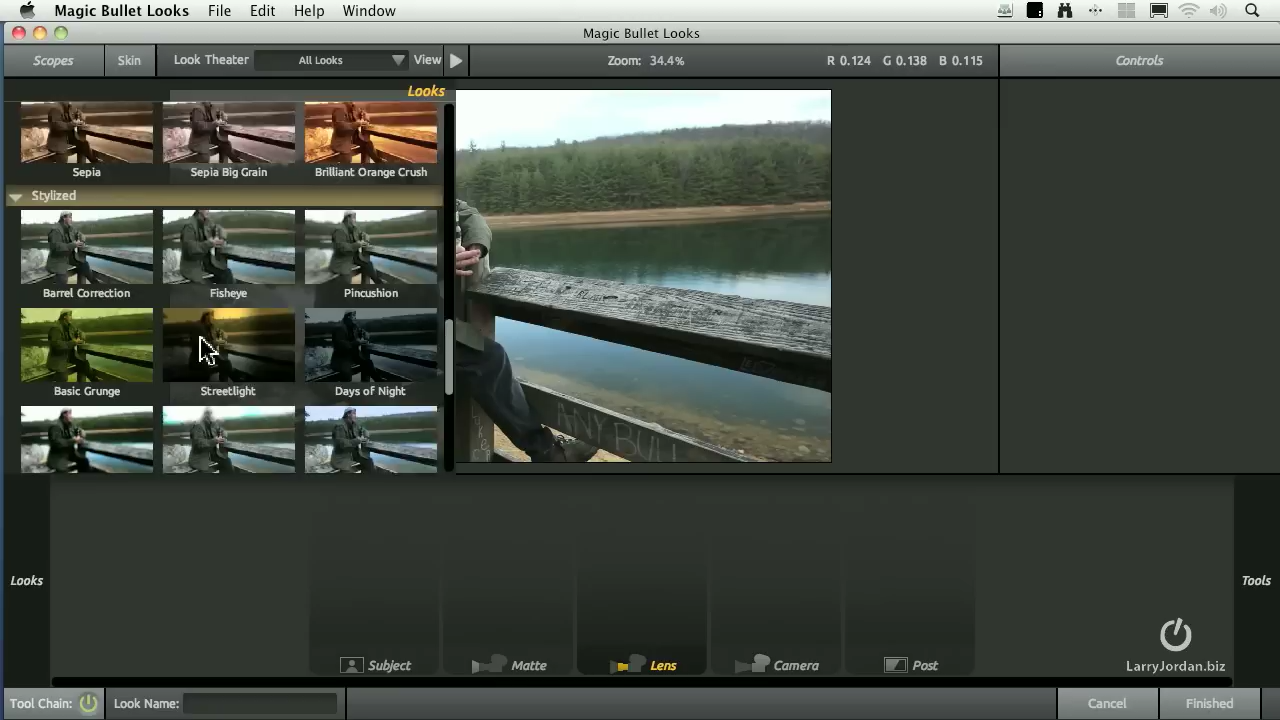 Magic Bullet Looks File Edit Help Window
Magic Bullet Looks
Scopes Skin Look Theater All Looks View Zoom: 34.4% R 0.124 G 0.138 B 0.115 Controls
Looks
Sepia Sepia Big Grain Brilliant Orange Crush
Stylized
Barrel Correction Fisheye Pincushion
Basic Grunge Streetlight Days of Night
ANY BULL
Looks Tools
Subject Matte Lens Camera Post
LarryJordan.biz
Tool Chain: Look Name: Cancel Finished